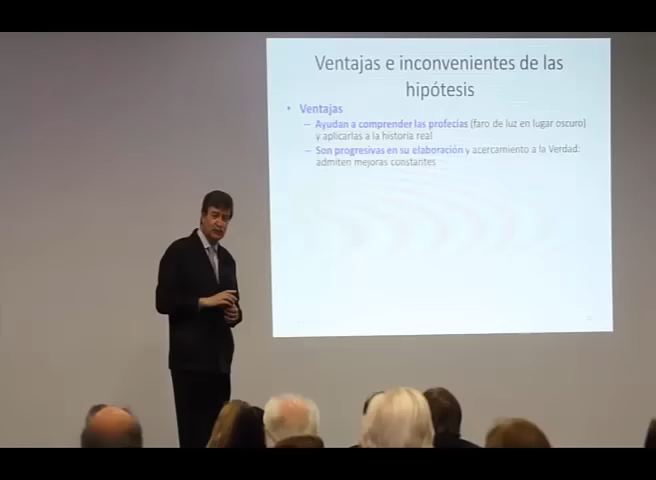 Ventajas e inconvenientes de las
hipótesis
• Ventajas
– Ayudan a comprender las profecías (faro de luz en lugar oscuro)
y aplicarlas a la historia real
– Son progresivas en su elaboración y acercamiento a la Verdad:
admiten mejoras constantes